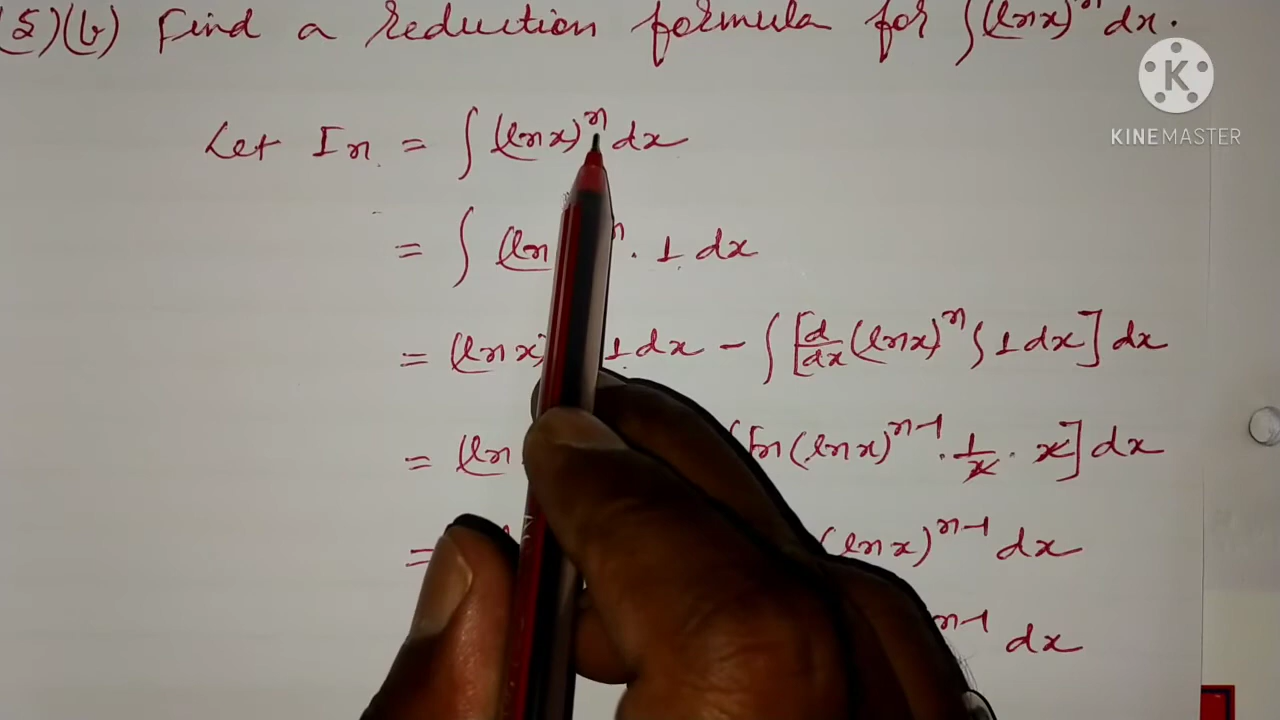 (5)(b) Find a reduction formula for ∫(lnx)ⁿ dx.
KINEMASTER
Let In = ∫ (lnx)ⁿ dx
= ∫ (ln ⁿ . 1 dx
= (lnx) 1 dx - ∫ [d/dx (lnx)ⁿ ∫ 1 dx] dx
= (ln ∫[n (lnx)ⁿ⁻¹ . 1/x . x] dx
= (lnx)ⁿ⁻¹ dx
ⁿ⁻¹ dx